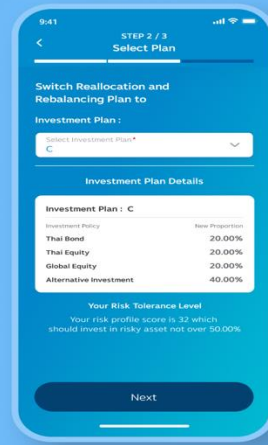 9:41
STEP 2 / 3
Select Plan
Switch Reallocation and
Rebalancing Plan to
Investment Plan :
Select Investment Plan*
C
Investment Plan Details
Investment Plan : C
Investment Policy New Proportion
Thai Bond 20.00%
Thai Equity 20.00%
Global Equity 20.00%
Alternative Investment 40.00%
Your Risk Tolerance Level
Your risk profile score is 32 which
should invest in risky asset not over 50.00%
Next